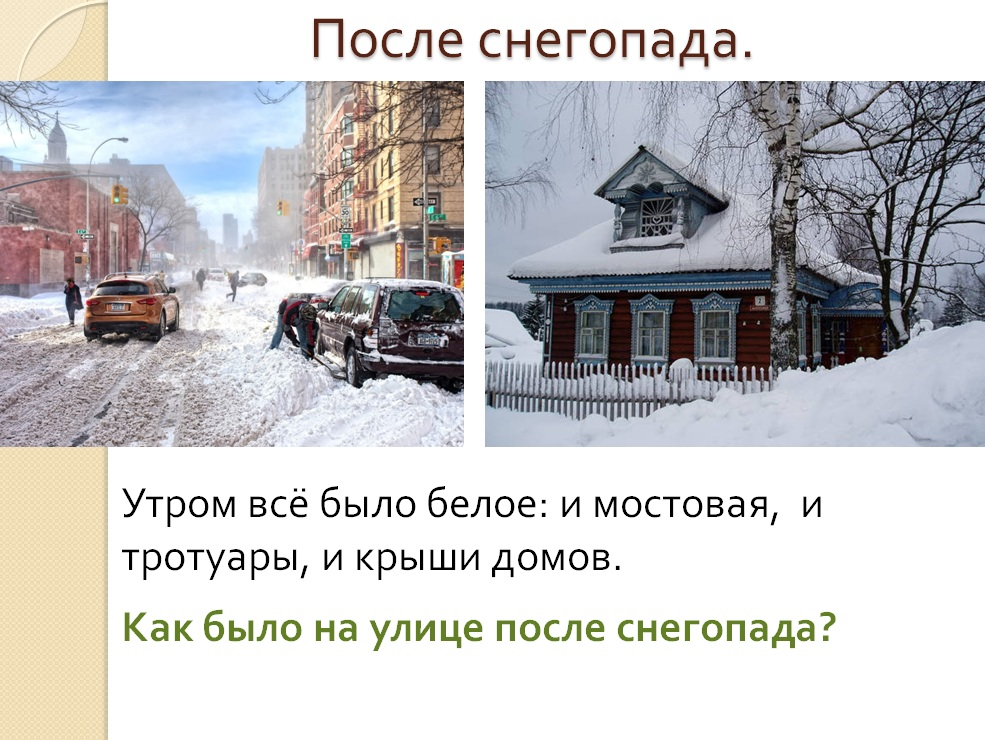 После снегопада.
Утром всё было белое: и мостовая,  и
тротуары, и крыши домов.
Как было на улице после снегопада?